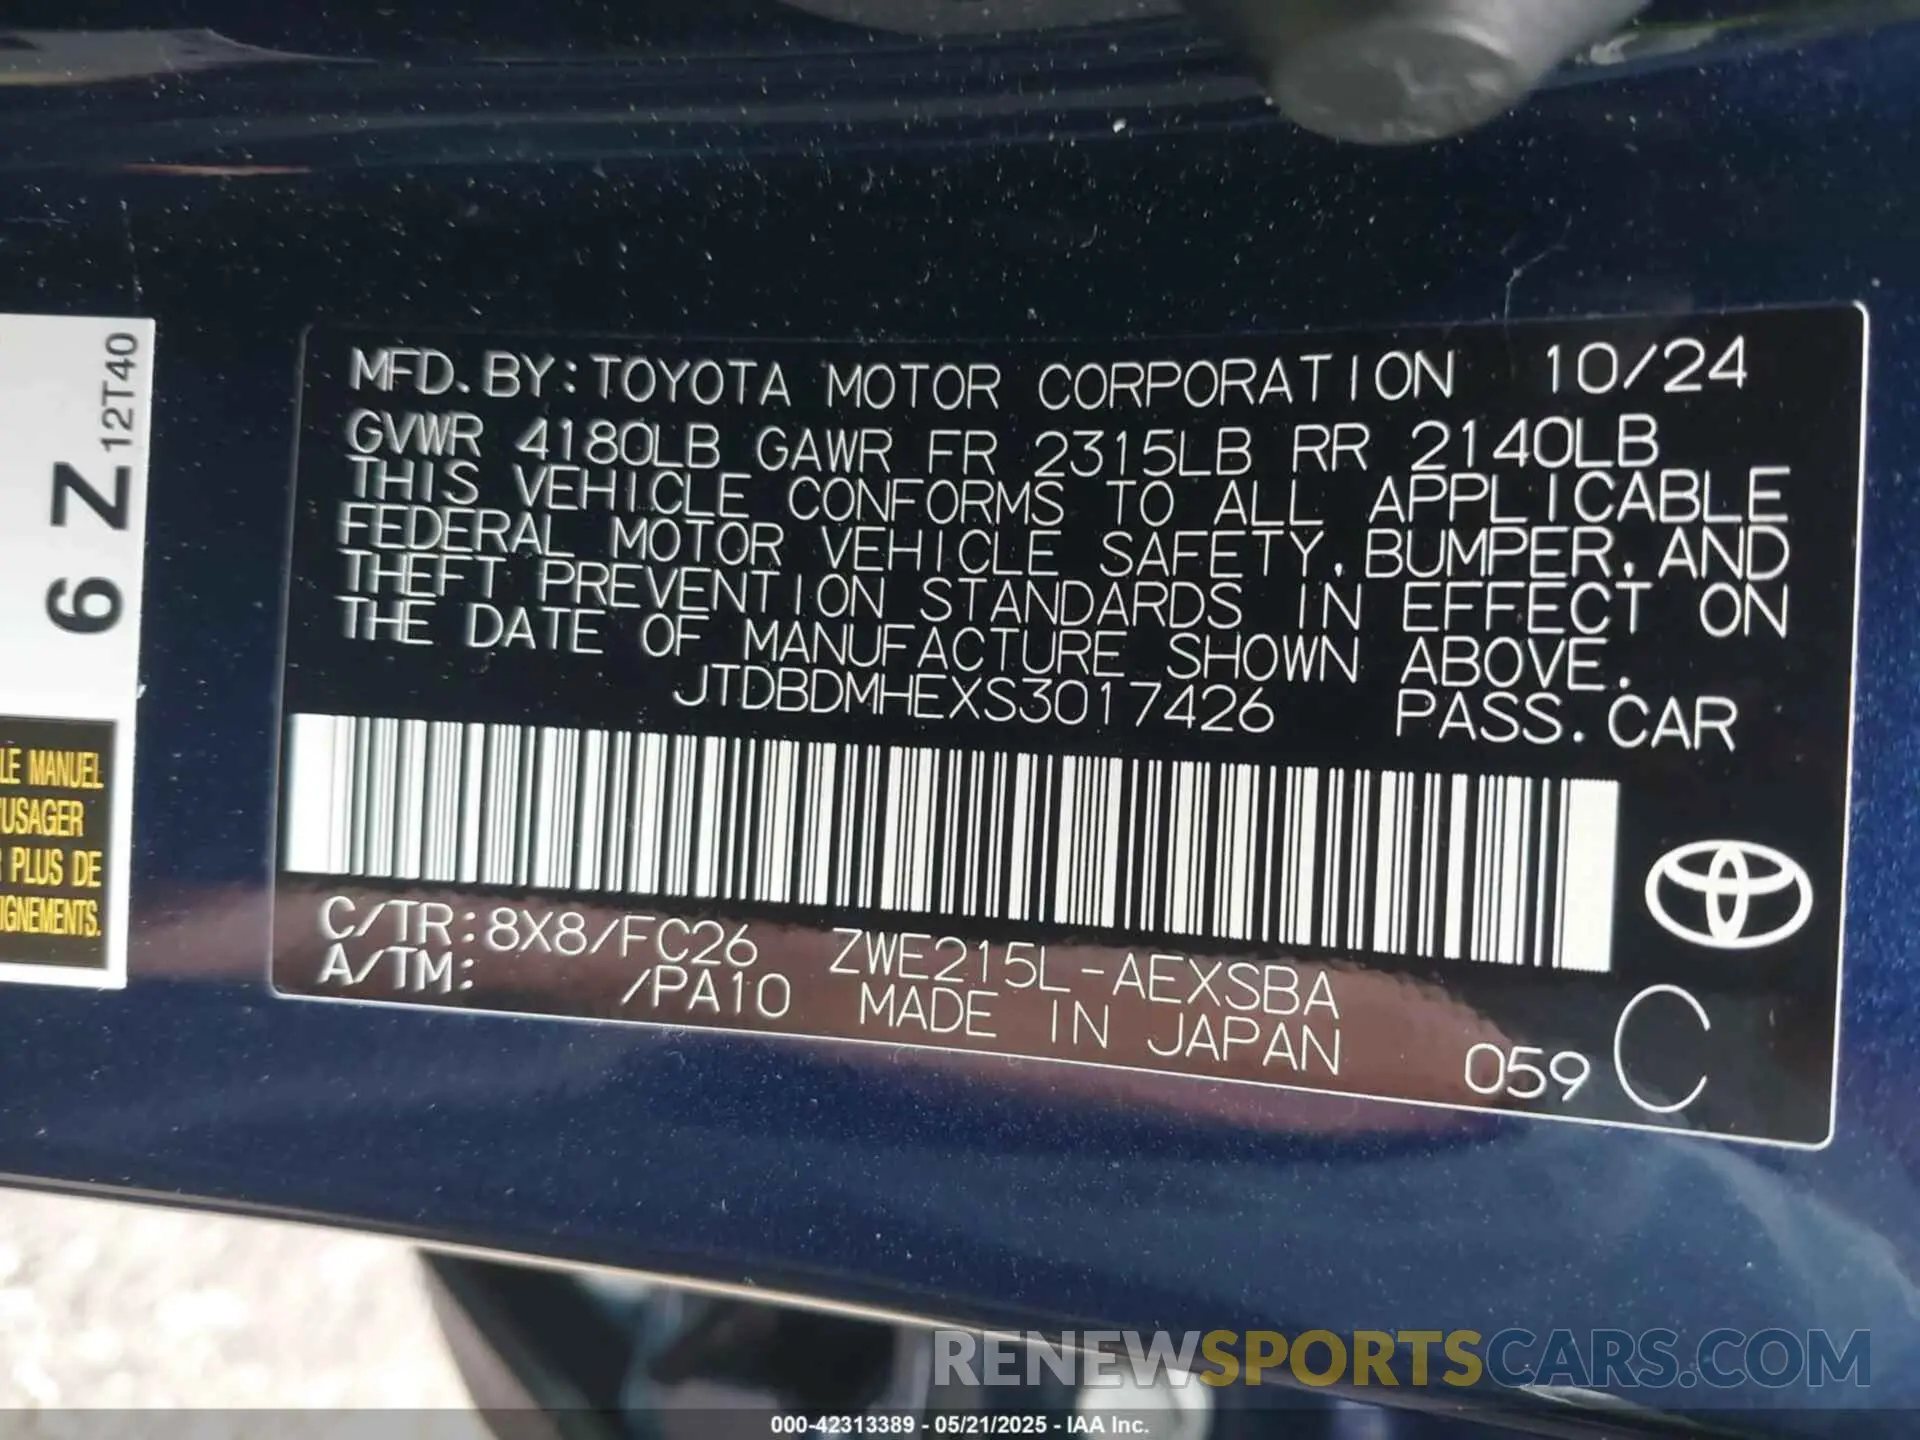 MFD. BY: TOYOTA MOTOR CORPORATION 10/24
GVWR 4180LB GAWR FR 2315LB RR 2140LB
THIS VEHICLE CONFORMS TO ALL APPLICABLE
FEDERAL MOTOR VEHICLE SAFETY, BUMPER, AND
THEFT PREVENTION STANDARDS IN EFFECT ON
THE DATE OF MANUFACTURE SHOWN ABOVE.
JTDBDMHEXS3017426 PASS. CAR
C/TR: 8X8/FC26 ZWE215L-AEXSBA
A/TM: /PA10 MADE IN JAPAN
059 C
6 Z 12T40
LE MANUEL
'USAGER
PLUS DE
IGNEMENTS.
RENEWSPORTSCARS.COM
000-42313389 - 05/21/2025 - IAA Inc.